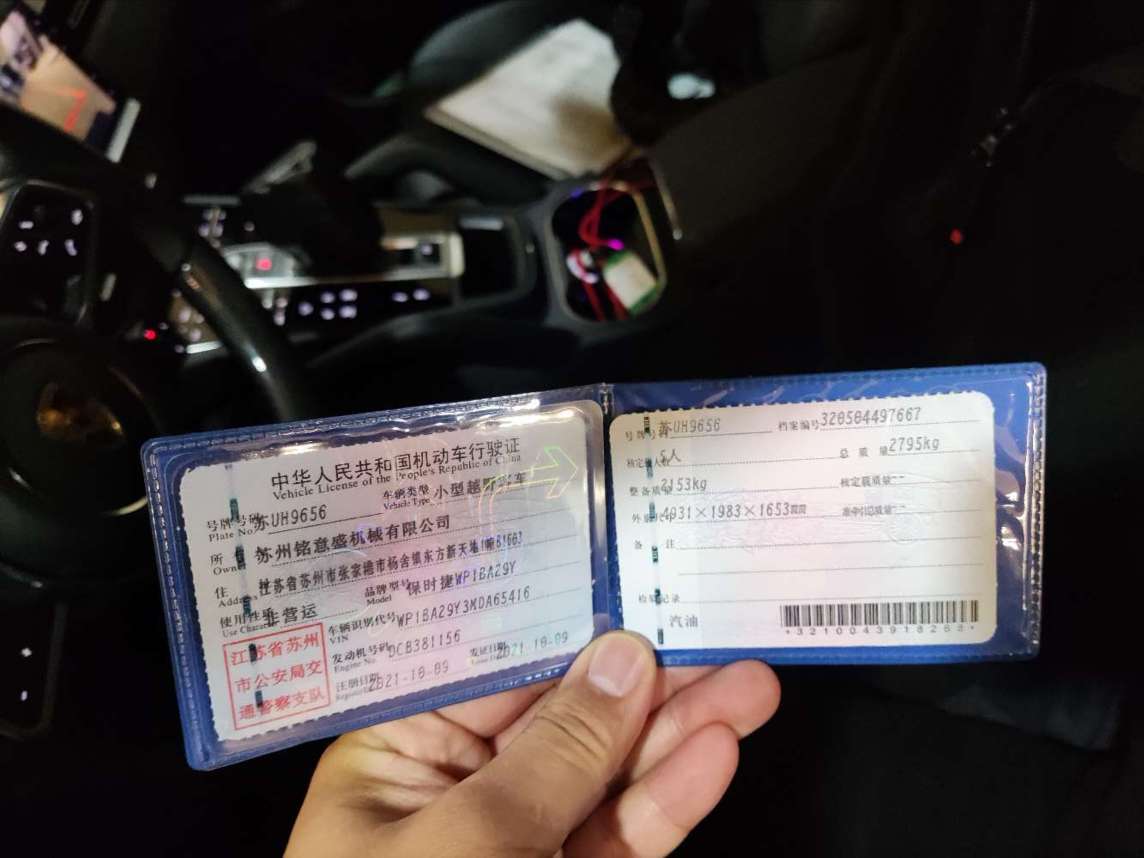 中华人民共和国机动车行驶证
Vehicle License of the People's Republic of China
号牌号码 苏UH9656 车辆类型 小型越野客车
Plate No. Vehicle Type
所 苏州铭意盛机械有限公司
Owner
住 江苏省苏州市张家港市杨舍镇东方新天地1幢B1603
Address
使用性质 非营运 品牌型号 保时捷WP1BA29Y
Use Character Model
江苏省苏州
市公安局交
通警察支队
车辆识别代号 WP1BA29Y3MDA65416
VIN
发动机号码 DCB381156
Engine No.
注册日期 2021-10-09 发证日期 2021-10-09
Register Date Issue Date
号牌号码 苏UH9656 档案编号 320504497667
核定载人数 5人 总质量 2795kg
整备质量 2153kg 核定载质量 --
外廓尺寸 4931×1983×1653mm 准牵引总质量 --
备 注
检验记录
汽油
*3210043918263*